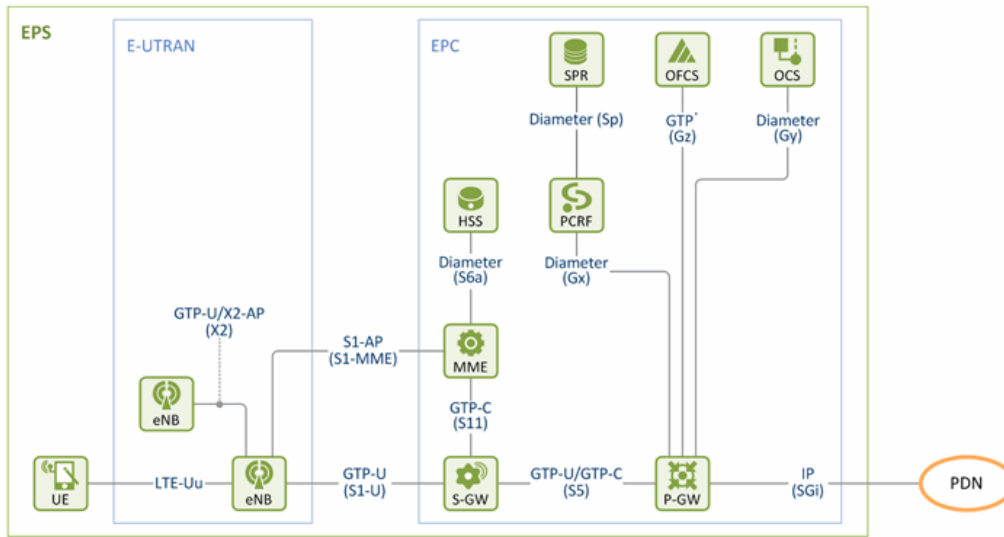 EPS
E-UTRAN
EPC
SPR
OFCS
OCS
Diameter (Sp)
GTP'
(Gz)
Diameter
(Gy)
HSS
PCRF
Diameter
(S6a)
Diameter
(Gx)
GTP-U/X2-AP
(X2)
S1-AP
(S1-MME)
MME
eNB
GTP-C
(S11)
UE
LTE-Uu
eNB
GTP-U
(S1-U)
S-GW
GTP-U/GTP-C
(S5)
P-GW
IP
(SGi)
PDN